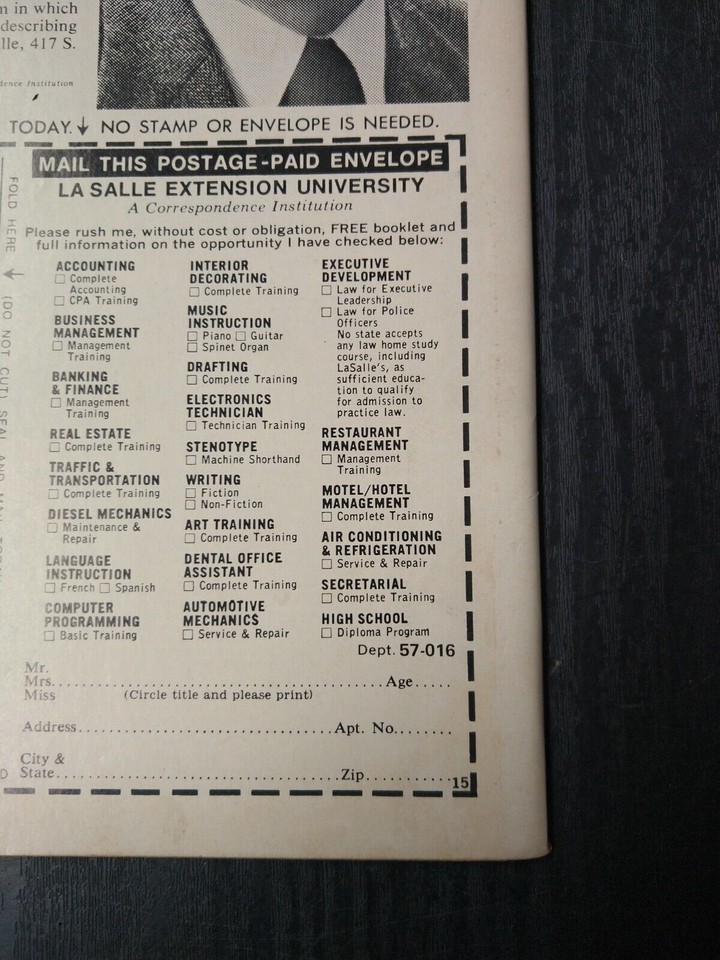 n in which
describing
lle, 417 S.
dence Institution
TODAY. ↓ NO STAMP OR ENVELOPE IS NEEDED.
MAIL THIS POSTAGE-PAID ENVELOPE
LA SALLE EXTENSION UNIVERSITY
A Correspondence Institution
Please rush me, without cost or obligation, FREE booklet and
full information on the opportunity I have checked below:
ACCOUNTING
☐ Complete
Accounting
☐ CPA Training
BUSINESS
MANAGEMENT
☐ Management
Training
BANKING
& FINANCE
☐ Management
Training
REAL ESTATE
☐ Complete Training
TRAFFIC &
TRANSPORTATION
☐ Complete Training
DIESEL MECHANICS
☐ Maintenance &
Repair
LANGUAGE
INSTRUCTION
☐ French ☐ Spanish
COMPUTER
PROGRAMMING
☐ Basic Training
INTERIOR
DECORATING
☐ Complete Training
MUSIC
INSTRUCTION
☐ Piano ☐ Guitar
☐ Spinet Organ
DRAFTING
☐ Complete Training
ELECTRONICS
TECHNICIAN
☐ Technician Training
STENOTYPE
☐ Machine Shorthand
WRITING
☐ Fiction
☐ Non-Fiction
ART TRAINING
☐ Complete Training
DENTAL OFFICE
ASSISTANT
☐ Complete Training
AUTOMOTIVE
MECHANICS
☐ Service & Repair
EXECUTIVE
DEVELOPMENT
☐ Law for Executive
Leadership
☐ Law for Police
Officers
No state accepts
any law home study
course, including
LaSalle's, as
sufficient educa-
tion to qualify
for admission to
practice law.
RESTAURANT
MANAGEMENT
☐ Management
Training
MOTEL/HOTEL
MANAGEMENT
☐ Complete Training
AIR CONDITIONING
& REFRIGERATION
☐ Service & Repair
SECRETARIAL
☐ Complete Training
HIGH SCHOOL
☐ Diploma Program
Dept. 57-016
Mr.
Mrs. Age
Miss (Circle title and please print)
Address Apt. No.
City &
State Zip
15
FOLD HERE ← (DO NOT CUT) SEAL AND MAIL